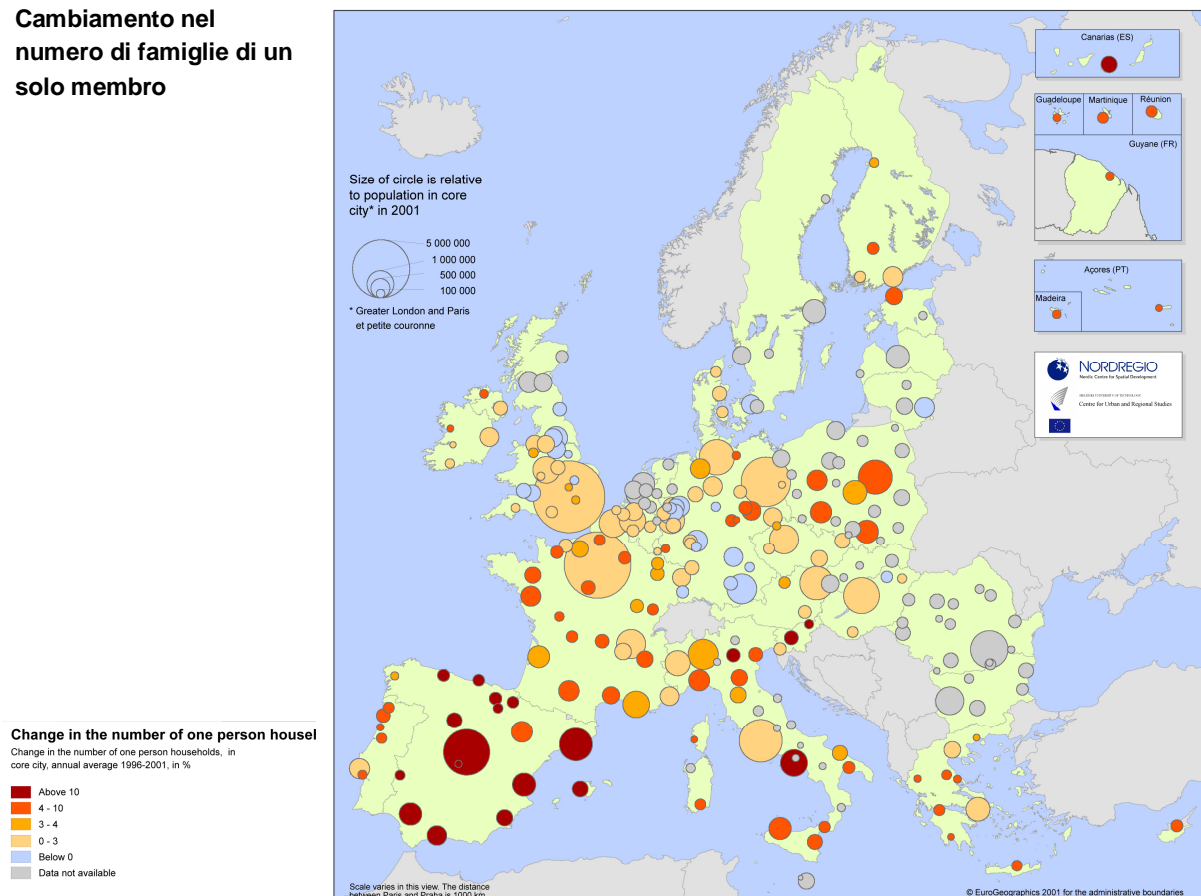 Cambiamento nel
numero di famiglie di un
solo membro
Canarias (ES)
Guadeloupe
Martinique
Réunion
Guyane (FR)
Size of circle is relative
to population in core
city* in 2001
5 000 000
1 000 000
500 000
100 000
* Greater London and Paris
et petite couronne
Açores (PT)
Madeira
NORDREGIO
Nordic Centre for Spatial Development
HELSINKI UNIVERSITY OF TECHNOLOGY
Centre for Urban and Regional Studies
Change in the number of one person housel
Change in the number of one person households, in
core city, annual average 1996-2001, in %
Above 10
4 - 10
3 - 4
0 - 3
Below 0
Data not available
Scale varies in this view. The distance
between Paris and Praha is 1000 km
© EuroGeographics 2001 for the administrative boundaries